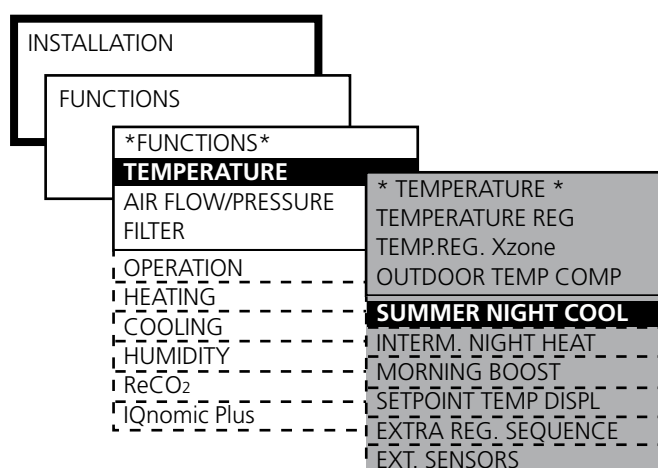 INSTALLATION
FUNCTIONS
*FUNCTIONS*
TEMPERATURE
AIR FLOW/PRESSURE
FILTER
OPERATION
HEATING
COOLING
HUMIDITY
ReCO₂
IQnomic Plus
* TEMPERATURE *
TEMPERATURE REG
TEMP.REG. Xzone
OUTDOOR TEMP COMP
SUMMER NIGHT COOL
INTERM. NIGHT HEAT
MORNING BOOST
SETPOINT TEMP DISPL
EXTRA REG. SEQUENCE
EXT. SENSORS